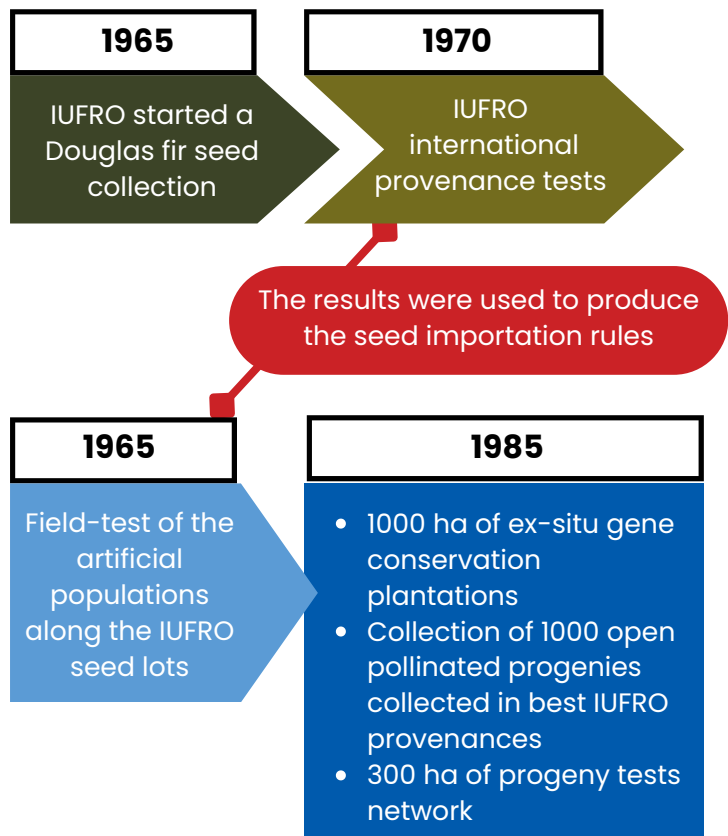 1965
IUFRO started a
Douglas fir seed
collection
1970
IUFRO
international
provenance tests
The results were used to produce
the seed importation rules
1965
Field-test of the
artificial
populations
along the IUFRO
seed lots
1985
• 1000 ha of ex-situ gene
conservation
plantations
• Collection of 1000 open
pollinated progenies
collected in best IUFRO
provenances
• 300 ha of progeny tests
network